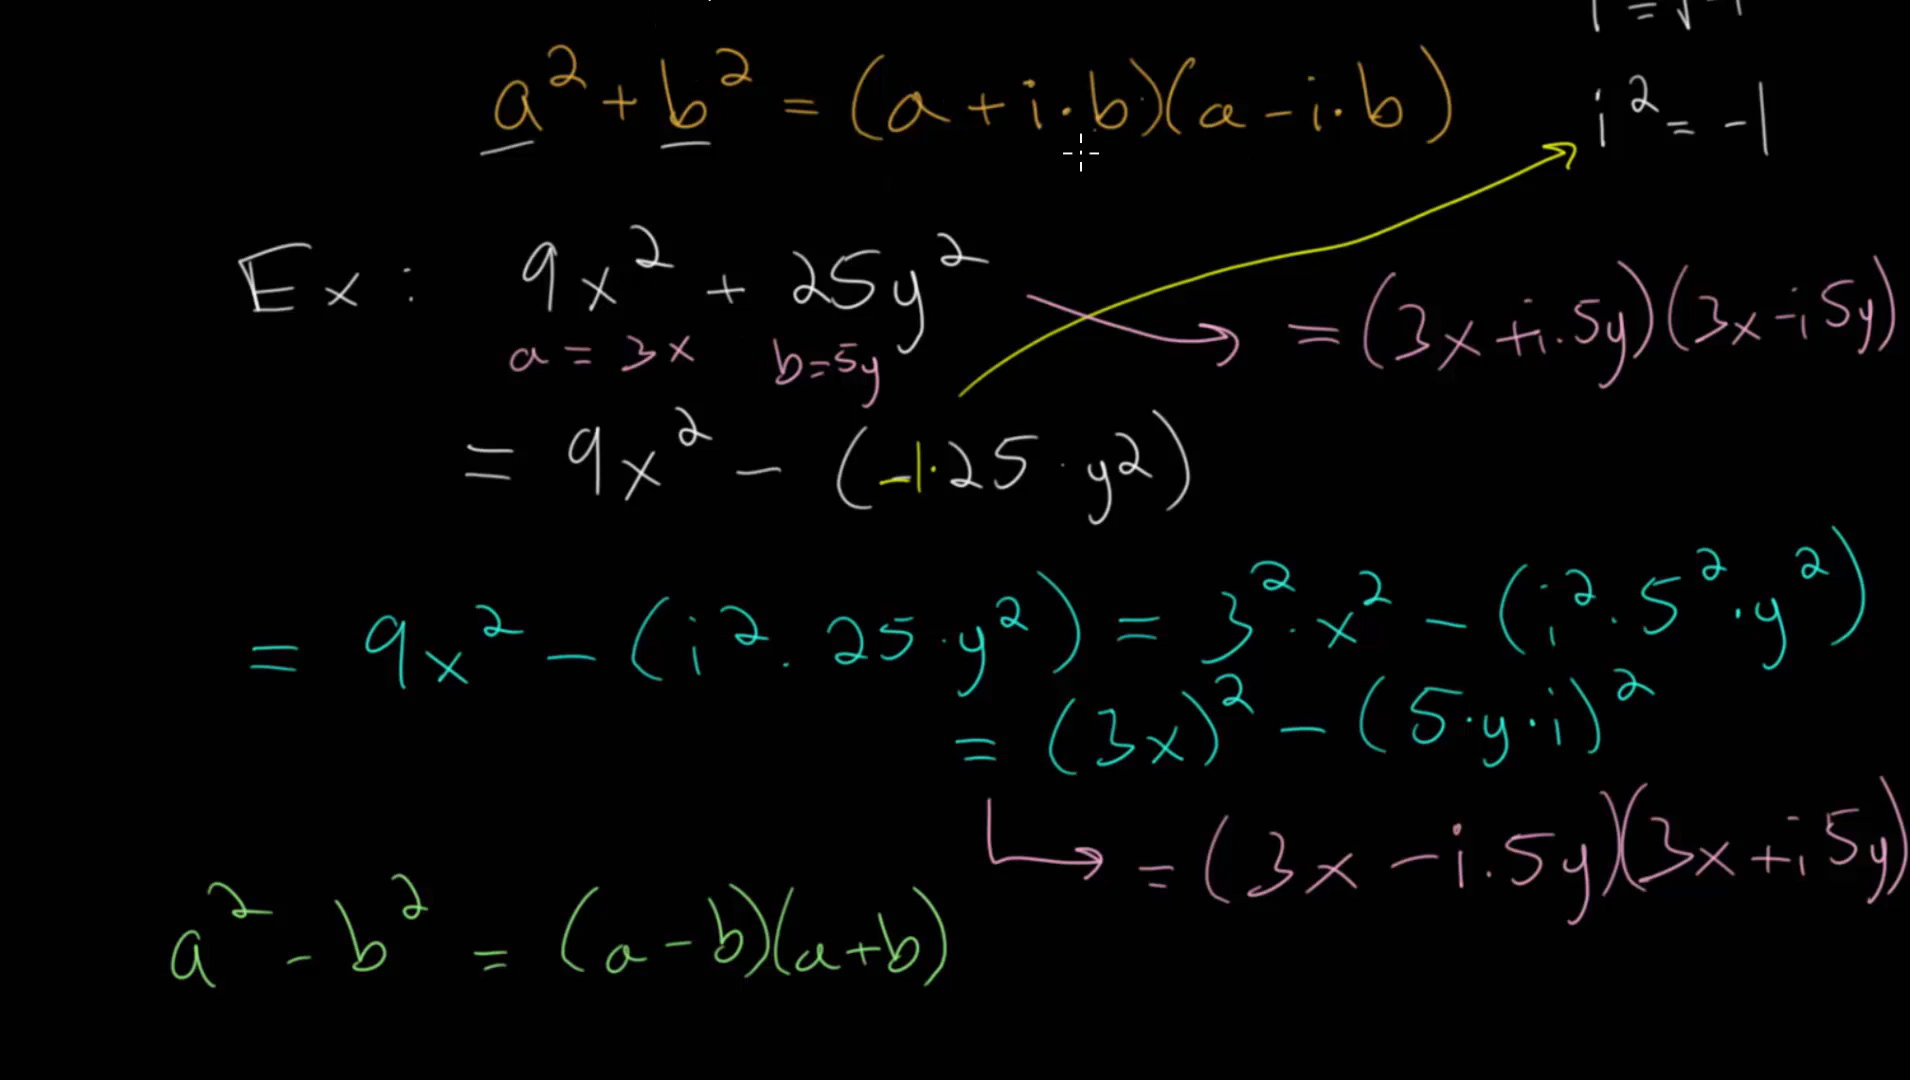 i = √-1
a² + b² = (a + i·b)(a - i·b)
i² = -1
Ex: 9x² + 25y²
= (3x + i·5y)(3x - i5y)
a = 3x b = 5y
= 9x² - (-1·25·y²)
= 9x² - (i²·25·y²) = 3²·x² - (i²·5²·y²)
= (3x)² - (5·y·i)²
= (3x - i·5y)(3x + i5y)
a² - b² = (a - b)(a + b)